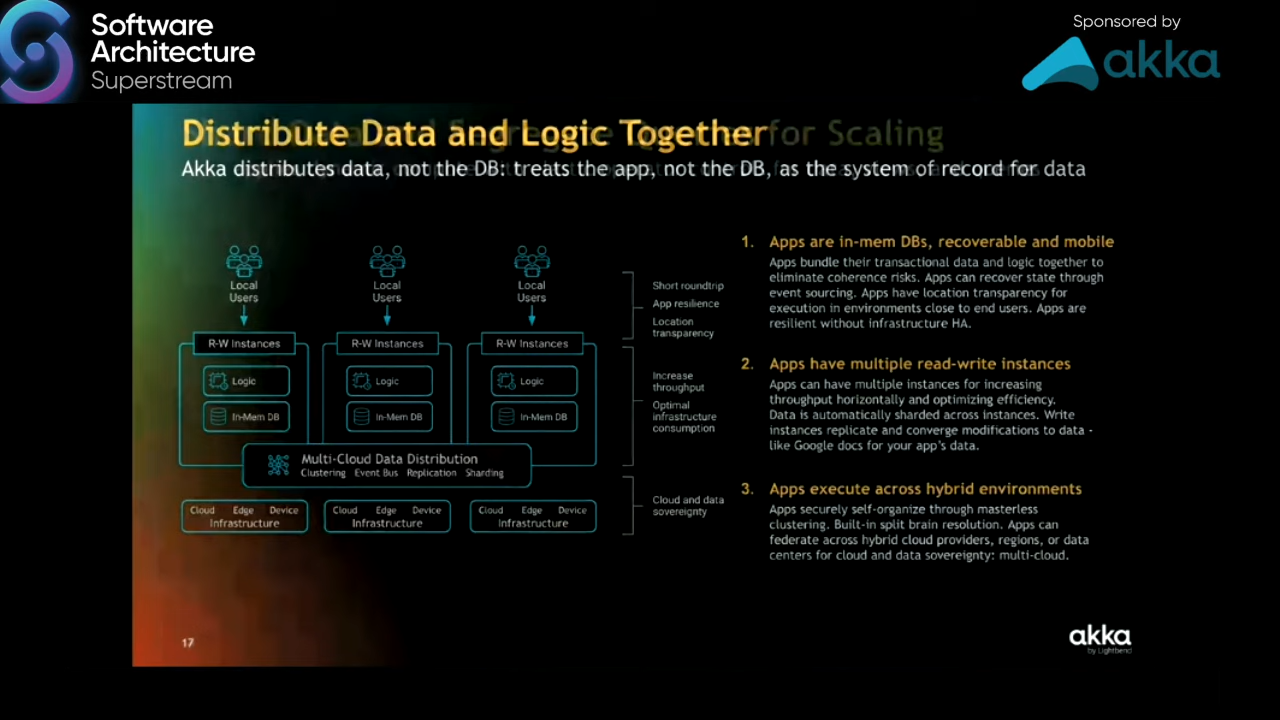 Software
Architecture
Superstream
Sponsored by
akka
Distribute Data and Logic Together for Scaling
Akka distributes data, not the DB: treats the app, not the DB, as the system of record for data
Local
Users
Local
Users
Local
Users
R-W Instances
R-W Instances
R-W Instances
Logic
Logic
Logic
In-Mem DB
In-Mem DB
In-Mem DB
Multi-Cloud Data Distribution
Clustering Event Bus Replication Sharding
Cloud Edge Device
Infrastructure
Cloud Edge Device
Infrastructure
Cloud Edge Device
Infrastructure
Short roundtrip
App resilience
Location
transparency
Increase
throughput
Optimal
infrastructure
consumption
Cloud and data
sovereignty
1. Apps are in-mem DBs, recoverable and mobile
Apps bundle their transactional data and logic together to
eliminate coherence risks. Apps can recover state through
event sourcing. Apps have location transparency for
execution in environments close to end users. Apps are
resilient without infrastructure HA.
2. Apps have multiple read-write instances
Apps can have multiple instances for increasing
throughput horizontally and optimizing efficiency.
Data is automatically sharded across instances. Write
instances replicate and converge modifications to data -
like Google docs for your app's data.
3. Apps execute across hybrid environments
Apps securely self-organize through masterless
clustering. Built-in split brain resolution. Apps can
federate across hybrid cloud providers, regions, or data
centers for cloud and data sovereignty: multi-cloud.
17
akka
by Lightbend